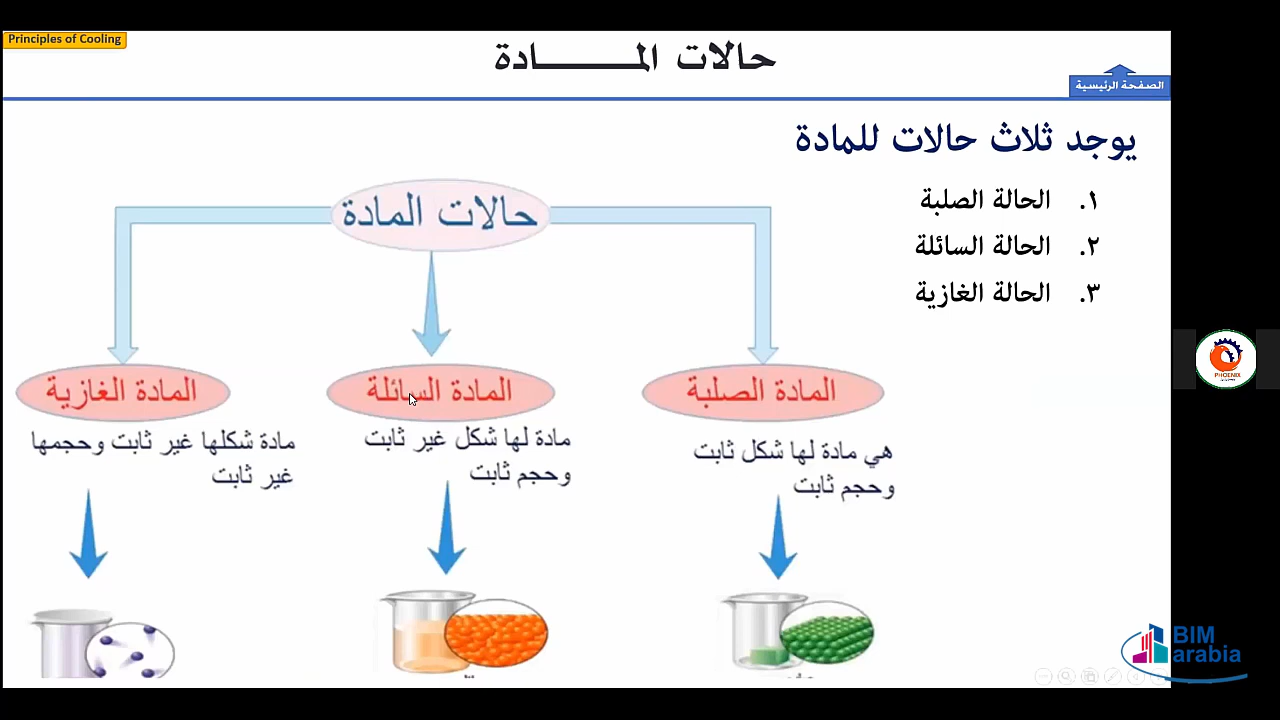 Principles of Cooling
حالات المـــــــــادة
الصفحة الرئيسية
يوجد ثلاث حالات للمادة
١. الحالة الصلبة
٢. الحالة السائلة
٣. الحالة الغازية
حالات المادة
المادة الصلبة
هي مادة لها شكل ثابت
وحجم ثابت
المادة السائلة
مادة لها شكل غير ثابت
وحجم ثابت
المادة الغازية
مادة شكلها غير ثابت وحجمها
غير ثابت
PHOENIX
BIM
arabia